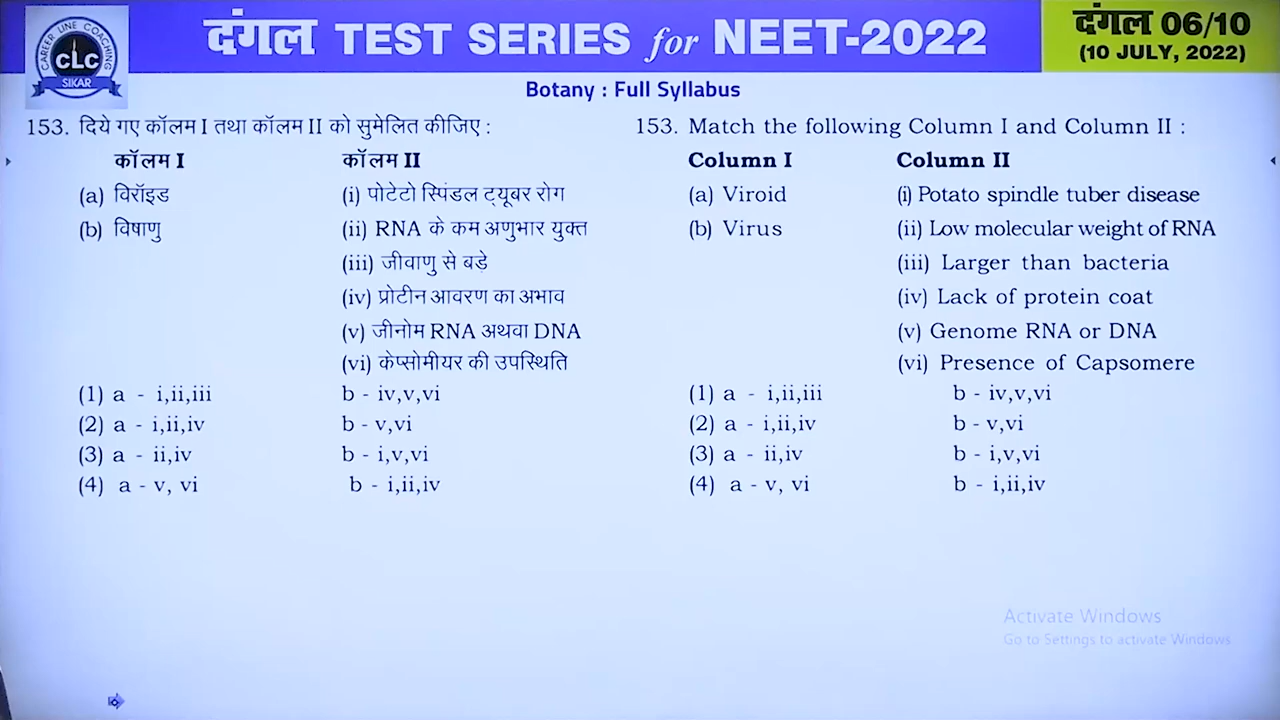 CAREER LINE COACHING
CLC
SIKAR
दंगल TEST SERIES for NEET-2022
दंगल 06/10
(10 JULY, 2022)
Botany : Full Syllabus
153. दिये गए कॉलम I तथा कॉलम II को सुमेलित कीजिए :
कॉलम I कॉलम II
(a) विरॉइड (i) पोटेटो स्पिंडल ट्यूबर रोग
(b) विषाणु (ii) RNA के कम अणुभार युक्त
(iii) जीवाणु से बड़े
(iv) प्रोटीन आवरण का अभाव
(v) जीनोम RNA अथवा DNA
(vi) केप्सोमीयर की उपस्थिति
(1) a - i,ii,iii b - iv,v,vi
(2) a - i,ii,iv b - v,vi
(3) a - ii,iv b - i,v,vi
(4) a - v, vi b - i,ii,iv
153. Match the following Column I and Column II :
Column I Column II
(a) Viroid (i) Potato spindle tuber disease
(b) Virus (ii) Low molecular weight of RNA
(iii) Larger than bacteria
(iv) Lack of protein coat
(v) Genome RNA or DNA
(vi) Presence of Capsomere
(1) a - i,ii,iii b - iv,v,vi
(2) a - i,ii,iv b - v,vi
(3) a - ii,iv b - i,v,vi
(4) a - v, vi b - i,ii,iv
Activate Windows
Go to Settings to activate Windows